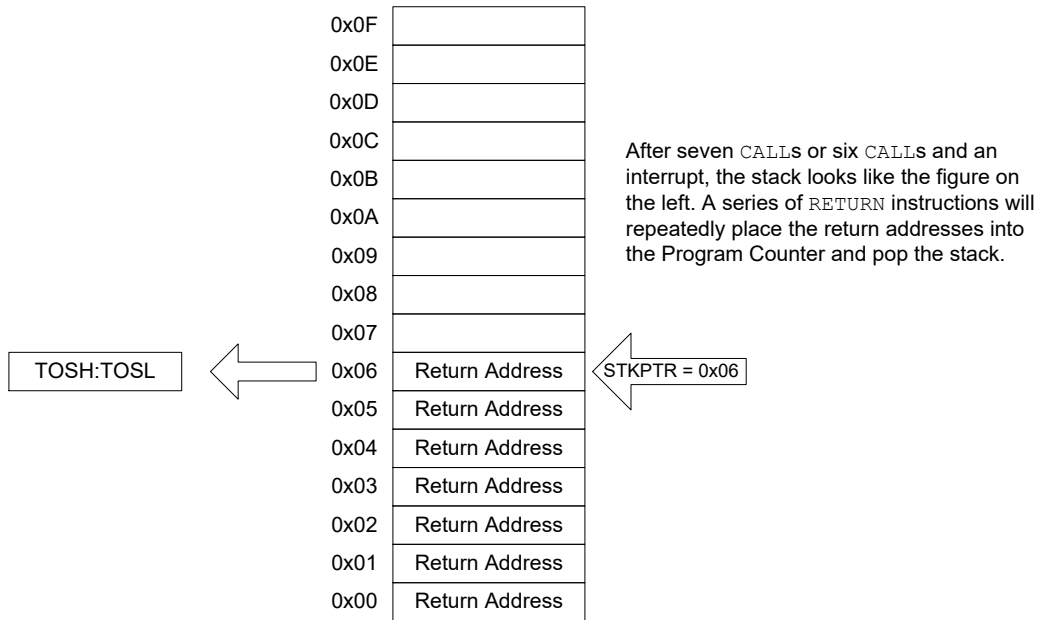 0x0F
0x0E
0x0D
0x0C
0x0B
0x0A
0x09
0x08
0x07
After seven CALLs or six CALLs and an
interrupt, the stack looks like the figure on
the left. A series of RETURN instructions will
repeatedly place the return addresses into
the Program Counter and pop the stack.
TOSH:TOSL 0x06 Return Address STKPTR = 0x06
0x05 Return Address
0x04 Return Address
0x03 Return Address
0x02 Return Address
0x01 Return Address
0x00 Return Address